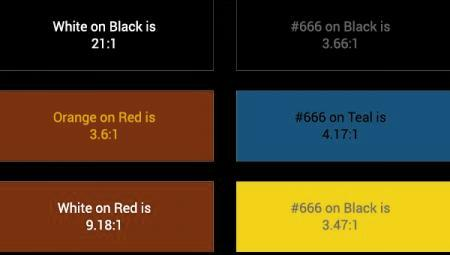 White on Black is
21:1
#666 on Black is
3.66:1
Orange on Red is
3.6:1
#666 on Teal is
4.17:1
White on Red is
9.18:1
#666 on Black is
3.47:1